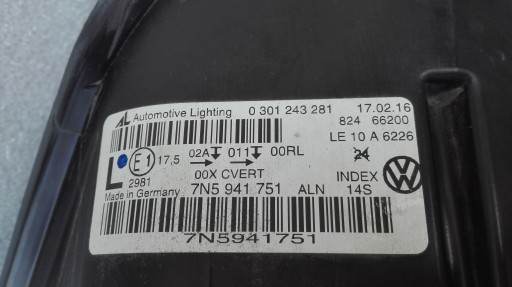 AL Automotive Lighting 0 301 243 281 17.02.16
824 66200
LE 10 A 6226
L E1 17,5 02A 011 00RL 24
2981 00X CVERT INDEX
Made in Germany 7N5 941 751 ALN 14S
7N5941751